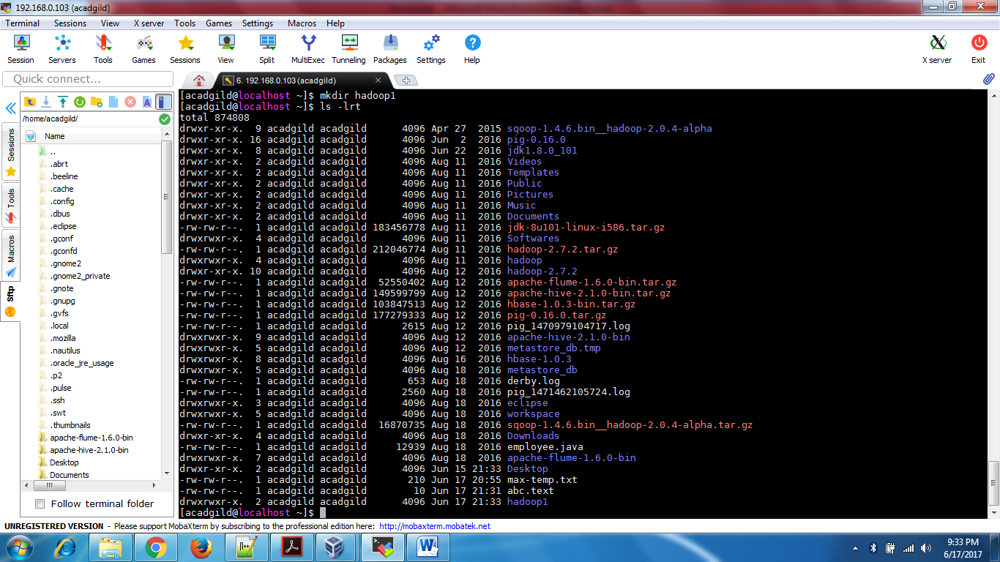 192.168.0.103 (acadgild)
Terminal Sessions View X server Tools Games Settings Macros Help
Session Servers Tools Games Sessions View Split MultiExec Tunneling Packages Settings Help X server Exit
Quick connect...
6. 192.168.0.103 (acadgild)
/home/acadgild/
Name
..
.abrt
.beeline
.cache
.config
.dbus
.eclipse
.gconf
.gconfd
.gnome2
.gnome2_private
.gnote
.gnupg
.gvfs
.local
.mozilla
.nautilus
.oracle_jre_usage
.p2
.pulse
.ssh
.swt
.thumbnails
apache-flume-1.6.0-bin
apache-hive-2.1.0-bin
Desktop
Documents
Follow terminal folder
Sessions
Tools
Macros
Sftp
[acadgild@localhost ~]$ mkdir hadoop1
[acadgild@localhost ~]$ ls -lrt
total 874808
drwxr-xr-x. 9 acadgild acadgild 4096 Apr 27 2015 sqoop-1.4.6.bin__hadoop-2.0.4-alpha
drwxr-xr-x. 16 acadgild acadgild 4096 Jun 2 2016 pig-0.16.0
drwxr-xr-x. 8 acadgild acadgild 4096 Jun 22 2016 jdk1.8.0_101
drwxr-xr-x. 2 acadgild acadgild 4096 Aug 11 2016 Videos
drwxr-xr-x. 2 acadgild acadgild 4096 Aug 11 2016 Templates
drwxr-xr-x. 2 acadgild acadgild 4096 Aug 11 2016 Public
drwxr-xr-x. 2 acadgild acadgild 4096 Aug 11 2016 Pictures
drwxr-xr-x. 2 acadgild acadgild 4096 Aug 11 2016 Music
drwxr-xr-x. 2 acadgild acadgild 4096 Aug 11 2016 Documents
-rw-rw-r--. 1 acadgild acadgild 183456778 Aug 11 2016 jdk-8u101-linux-i586.tar.gz
drwxrwxr-x. 4 acadgild acadgild 4096 Aug 11 2016 Softwares
-rw-rw-r--. 1 acadgild acadgild 212046774 Aug 11 2016 hadoop-2.7.2.tar.gz
drwxrwxr-x. 4 acadgild acadgild 4096 Aug 11 2016 hadoop
drwxr-xr-x. 10 acadgild acadgild 4096 Aug 12 2016 hadoop-2.7.2
-rw-rw-r--. 1 acadgild acadgild 52550402 Aug 12 2016 apache-flume-1.6.0-bin.tar.gz
-rw-rw-r--. 1 acadgild acadgild 149599799 Aug 12 2016 apache-hive-2.1.0-bin.tar.gz
-rw-rw-r--. 1 acadgild acadgild 103847513 Aug 12 2016 hbase-1.0.3-bin.tar.gz
-rw-rw-r--. 1 acadgild acadgild 177279333 Aug 12 2016 pig-0.16.0.tar.gz
-rw-rw-r--. 1 acadgild acadgild 2615 Aug 12 2016 pig_1470979104717.log
drwxrwxr-x. 9 acadgild acadgild 4096 Aug 12 2016 apache-hive-2.1.0-bin
drwxrwxr-x. 5 acadgild acadgild 4096 Aug 12 2016 metastore_db.tmp
drwxrwxr-x. 8 acadgild acadgild 4096 Aug 16 2016 hbase-1.0.3
drwxrwxr-x. 5 acadgild acadgild 4096 Aug 18 2016 metastore_db
-rw-rw-r--. 1 acadgild acadgild 653 Aug 18 2016 derby.log
-rw-rw-r--. 1 acadgild acadgild 2560 Aug 18 2016 pig_1471462105724.log
drwxrwxr-x. 3 acadgild acadgild 4096 Aug 18 2016 eclipse
drwxrwxr-x. 5 acadgild acadgild 4096 Aug 18 2016 workspace
-rw-rw-r--. 1 acadgild acadgild 16870735 Aug 18 2016 sqoop-1.4.6.bin__hadoop-2.0.4-alpha.tar.gz
drwxrwxr-x. 4 acadgild acadgild 4096 Aug 18 2016 Downloads
-rw-rw-r--. 1 acadgild acadgild 12939 Aug 18 2016 employee.java
drwxrwxr-x. 7 acadgild acadgild 4096 Aug 18 2016 apache-flume-1.6.0-bin
drwxr-xr-x. 2 acadgild acadgild 4096 Jun 15 21:33 Desktop
-rw-rw-r--. 1 acadgild acadgild 210 Jun 17 20:55 max-temp.txt
-rw-rw-r--. 1 acadgild acadgild 10 Jun 17 21:31 abc.text
drwxrwxr-x. 2 acadgild acadgild 4096 Jun 17 21:33 hadoop1
[acadgild@localhost ~]$
UNREGISTERED VERSION - Please support MobaXterm by subscribing to the professional edition here: http://mobaxterm.mobatek.net
9:33 PM
6/17/2017